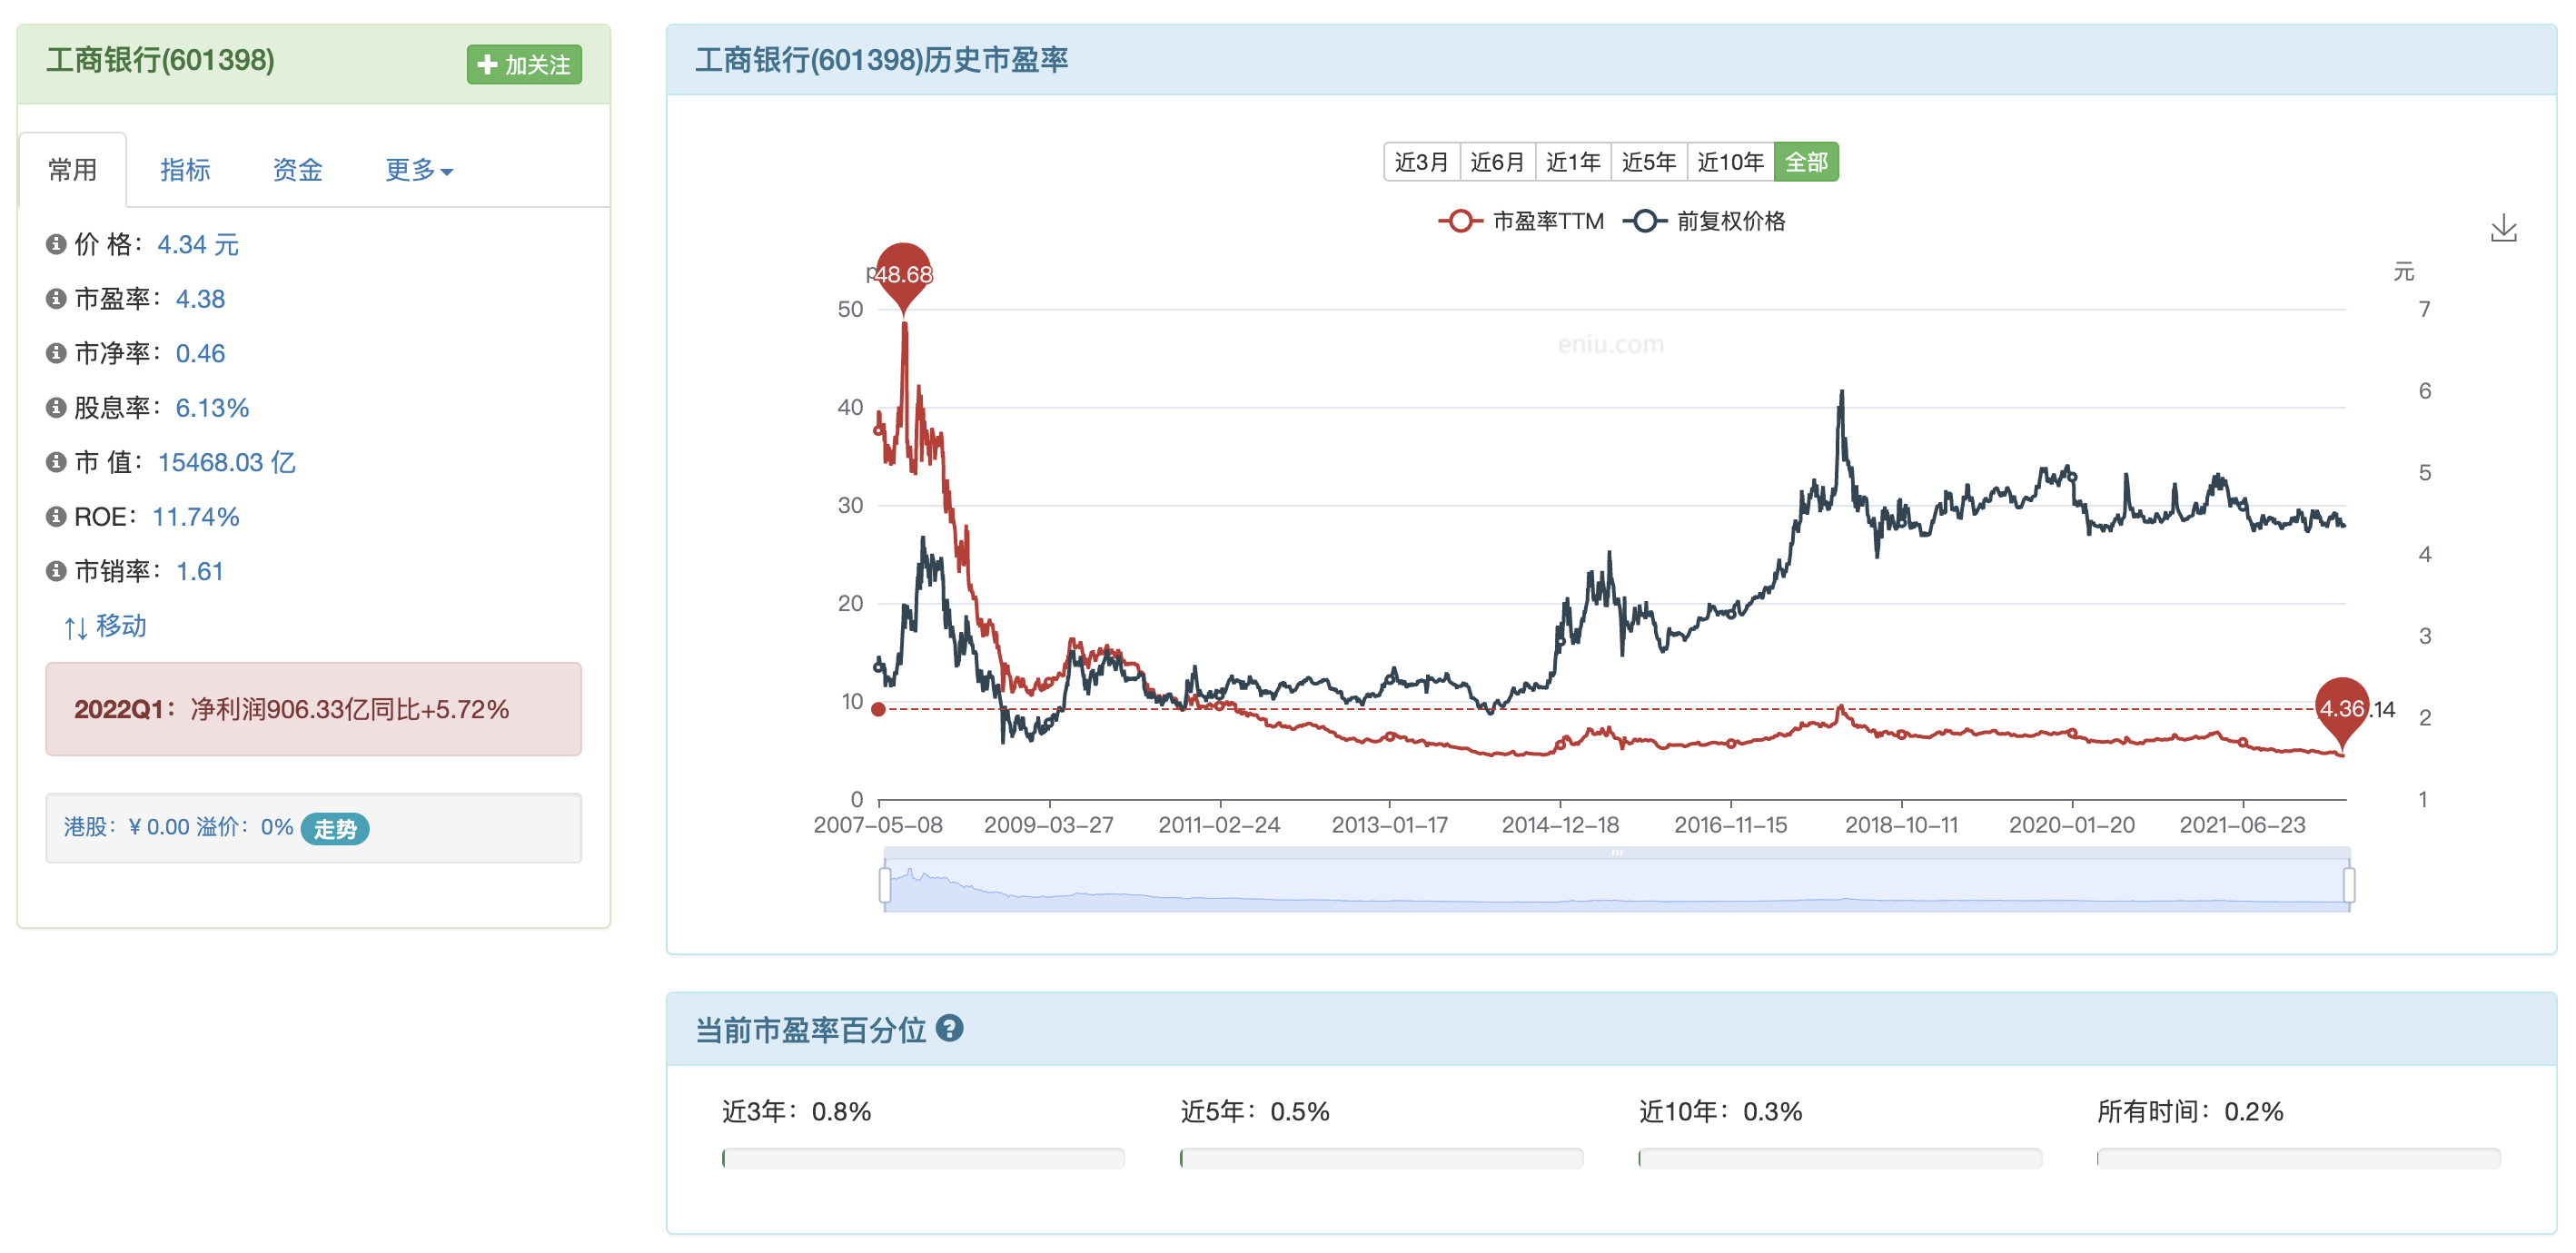 工商银行(601398)
加关注
常用 指标 资金 更多
价 格： 4.34 元
市盈率： 4.38
市净率： 0.46
股息率： 6.13%
市 值： 15468.03 亿
ROE： 11.74%
市销率： 1.61
↑↓ 移动
2022Q1：净利润906.33亿同比+5.72%
港股：¥ 0.00 溢价：0% 走势
工商银行(601398)历史市盈率
近3月 近6月 近1年 近5年 近10年 全部
市盈率TTM 前复权价格
48.68
元
50
40
30
20
10
0
7
6
5
4
3
2
1
eniu.com
4.36
.14
2007-05-08 2009-03-27 2011-02-24 2013-01-17 2014-12-18 2016-11-15 2018-10-11 2020-01-20 2021-06-23
当前市盈率百分位
近3年：0.8% 近5年：0.5% 近10年：0.3% 所有时间：0.2%